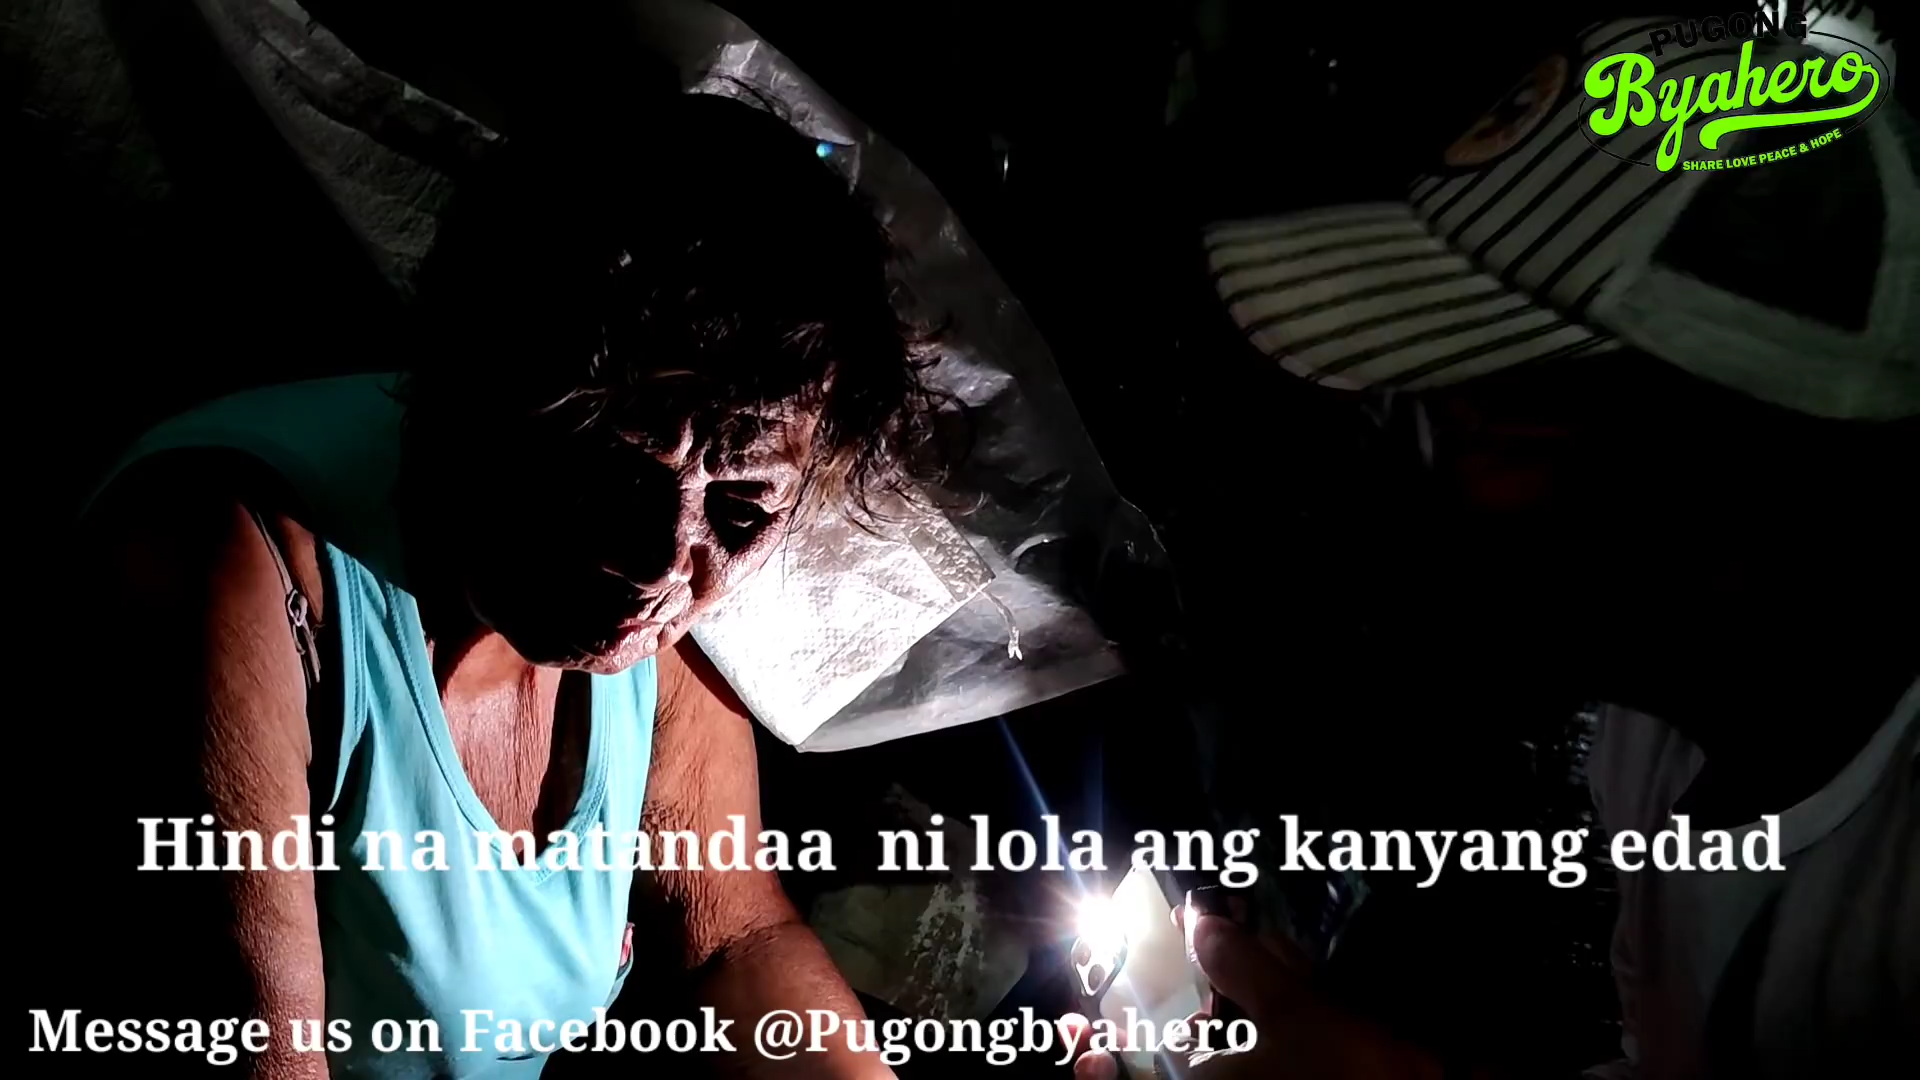 PUGONG
Byahero
SHARE LOVE PEACE & HOPE
Hindi na matandaa  ni lola ang kanyang edad
Message us on Facebook @Pugongbyahero